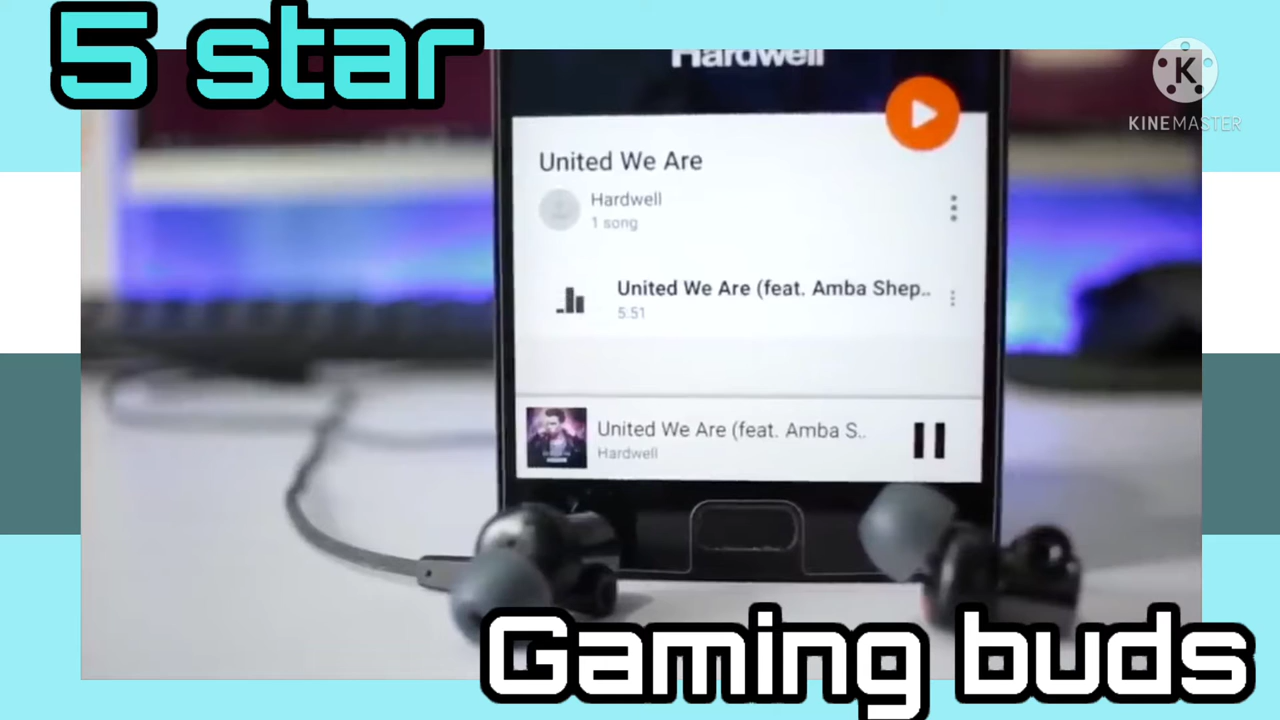 5 star
Hardwell
K
KINEMASTER
United We Are
Hardwell
1 song
United We Are (feat. Amba Shep..
5:51
United We Are (feat. Amba S..
Hardwell
Gaming buds